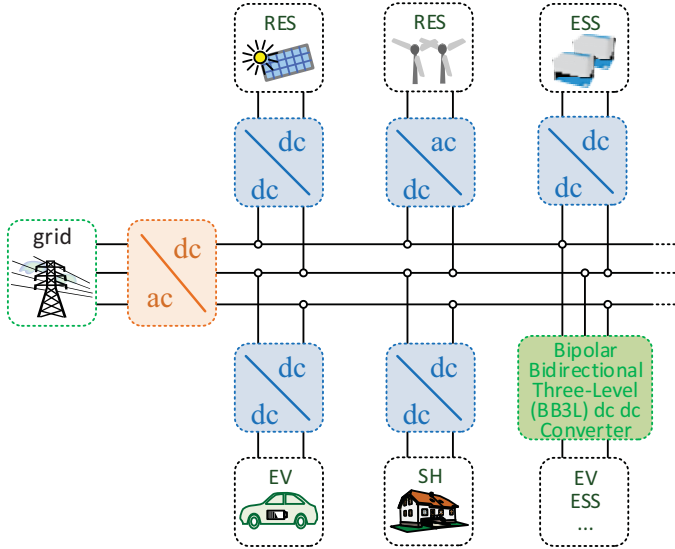 RES
RES
ESS
dc
dc
ac
dc
dc
dc
grid
dc
ac
dc
dc
dc
dc
Bipolar
Bidirectional
Three-Level
(BB3L) dc dc
Converter
EV
SH
EV
ESS
...